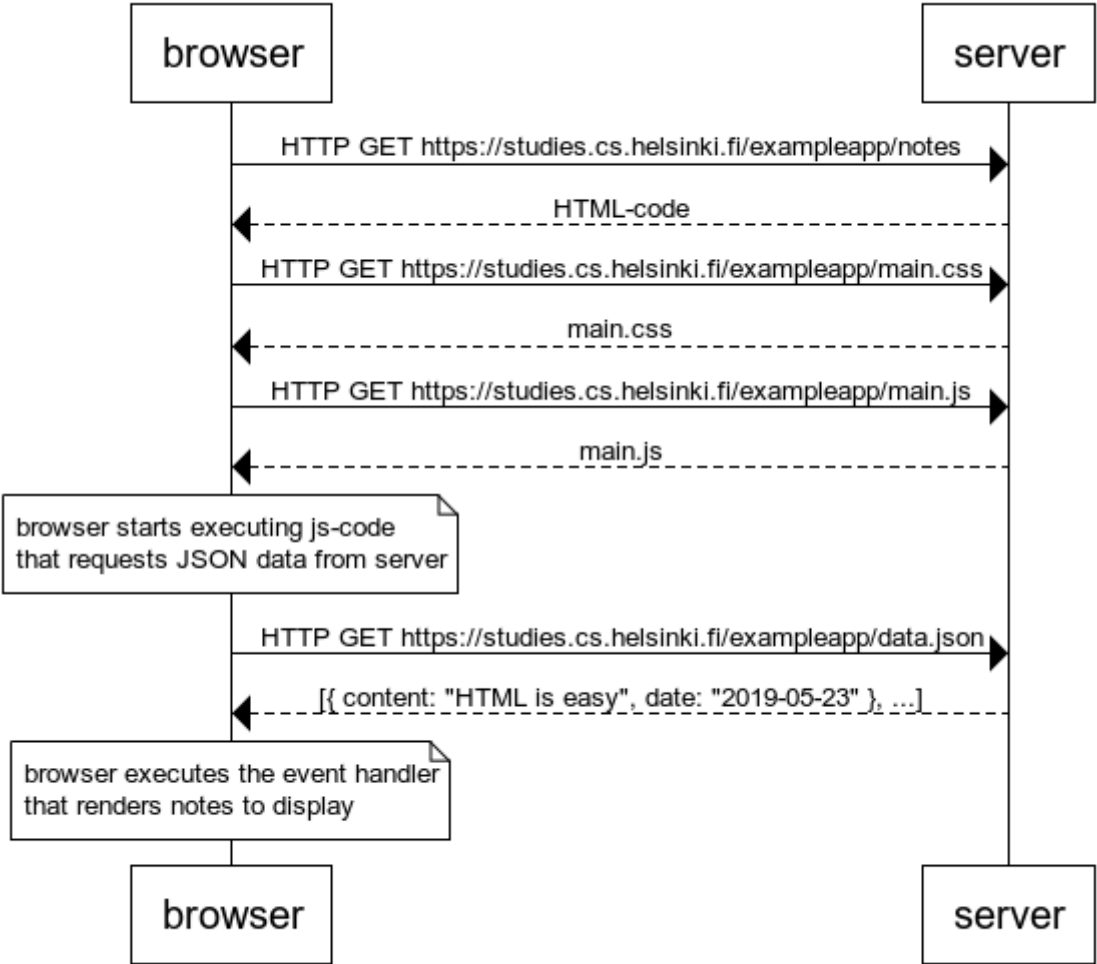 browser
server
HTTP GET https://studies.cs.helsinki.fi/exampleapp/notes
HTML-code
HTTP GET https://studies.cs.helsinki.fi/exampleapp/main.css
main.css
HTTP GET https://studies.cs.helsinki.fi/exampleapp/main.js
main.js
browser starts executing js-code
that requests JSON data from server
HTTP GET https://studies.cs.helsinki.fi/exampleapp/data.json
[{ content: "HTML is easy", date: "2019-05-23" }, ...]
browser executes the event handler
that renders notes to display
browser
server